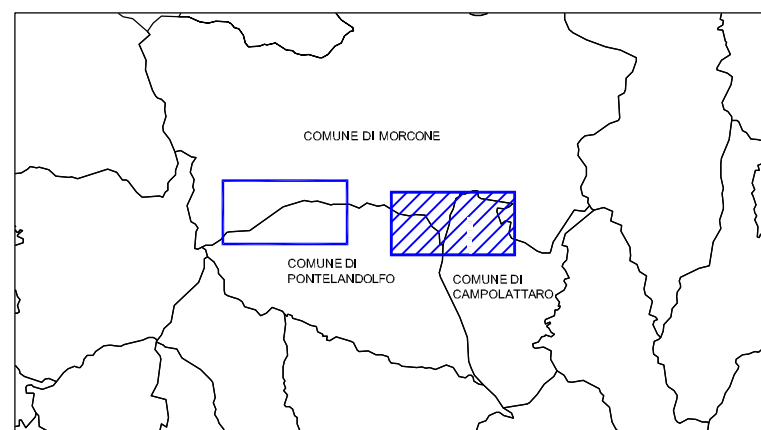 COMUNE DI MORCONE
COMUNE DI
PONTELANDOLFO
COMUNE DI
CAMPOLATTARO